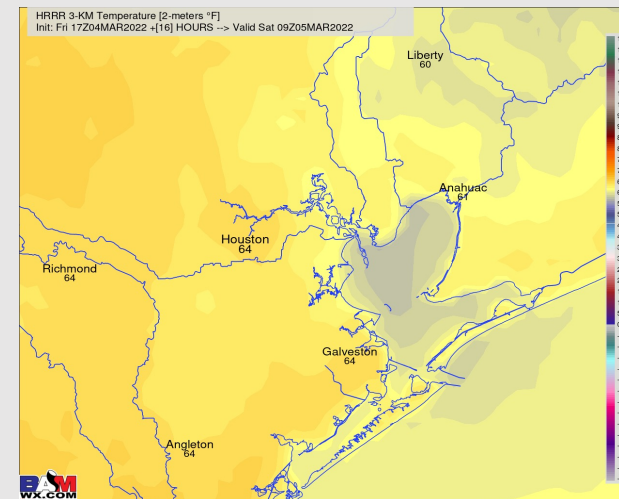 HRRR 3-KM Temperature [2-meters °F]
Init: Fri 17Z04MAR2022 +[16] HOURS --> Valid Sat 09Z05MAR2022
Liberty
60
Anahuac
61
Houston
64
Richmond
64
Galveston
64
Angleton
64
BAM
WX.COM